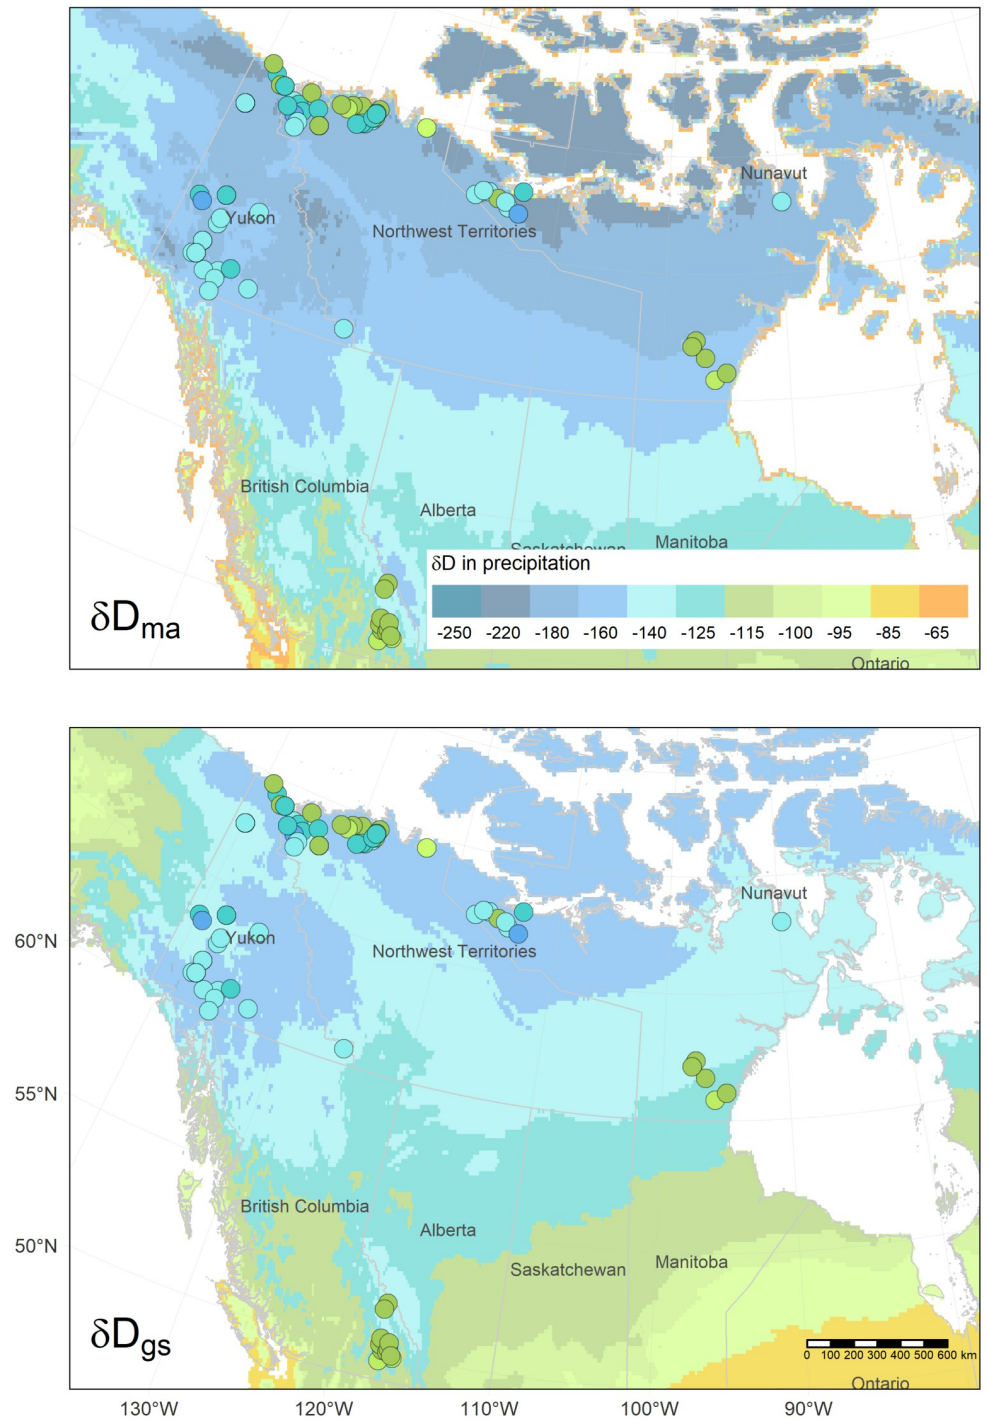 Nunavut
Yukon
Northwest Territories
British Columbia
Alberta
Saskatchewan
Manitoba
δD in precipitation
-250 -220 -180 -160 -140 -125 -115 -100 -95 -85 -65
δDma
Ontario
60°N
55°N
50°N
Nunavut
Yukon
Northwest Territories
British Columbia
Alberta
Saskatchewan
Manitoba
δDgs
0 100 200 300 400 500 600 km
Ontario
130°W 120°W 110°W 100°W 90°W